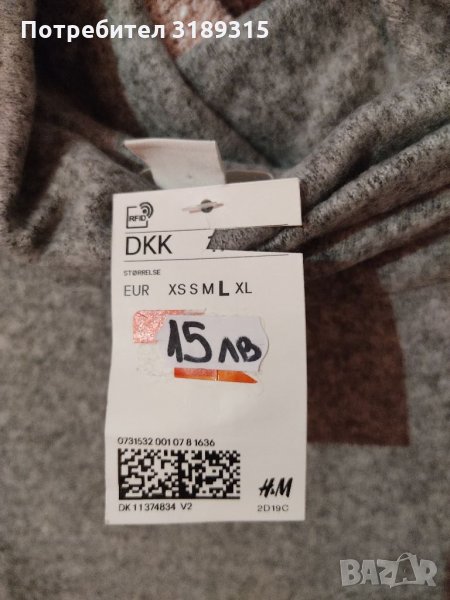 Потребител 3189315
RFID
DKK
STØRRELSE
EUR XS S M L XL
15 лв
0731532 001 07 8 1636
H&M
DK 11374834 V2
2D19C
BAZAR